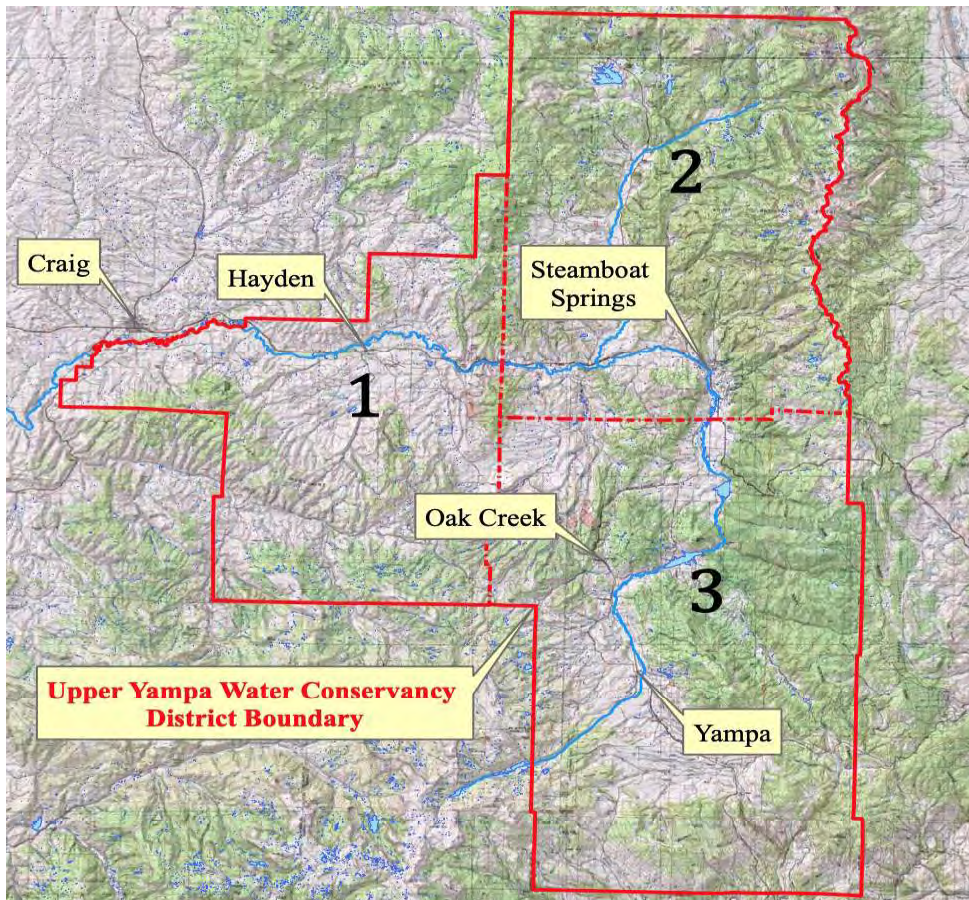 2
Craig
Hayden
Steamboat
Springs
1
Oak Creek
3
Upper Yampa Water Conservancy
District Boundary
Yampa